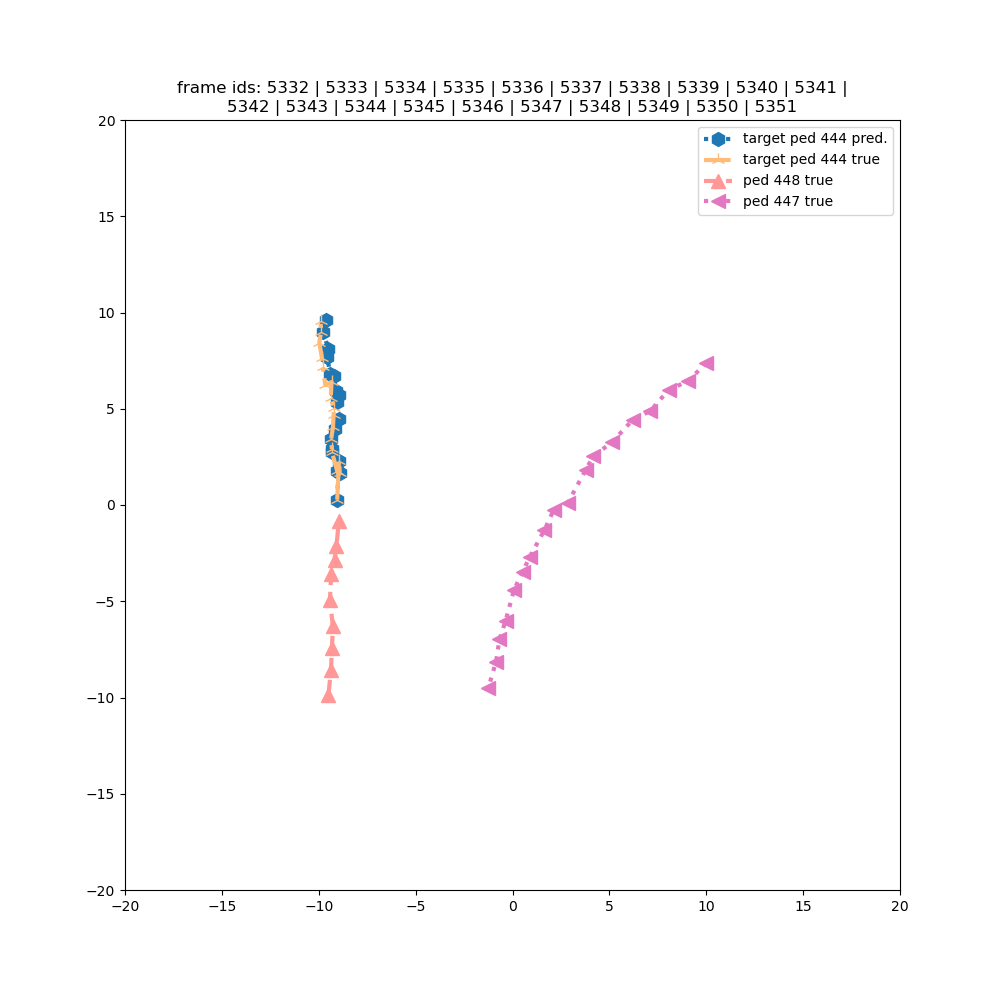 frame ids: 5332 | 5333 | 5334 | 5335 | 5336 | 5337 | 5338 | 5339 | 5340 | 5341 |
5342 | 5343 | 5344 | 5345 | 5346 | 5347 | 5348 | 5349 | 5350 | 5351
target ped 444 pred.
target ped 444 true
ped 448 true
ped 447 true
20
15
10
5
0
−5
−10
−15
−20
−20 −15 −10 −5 0 5 10 15 20